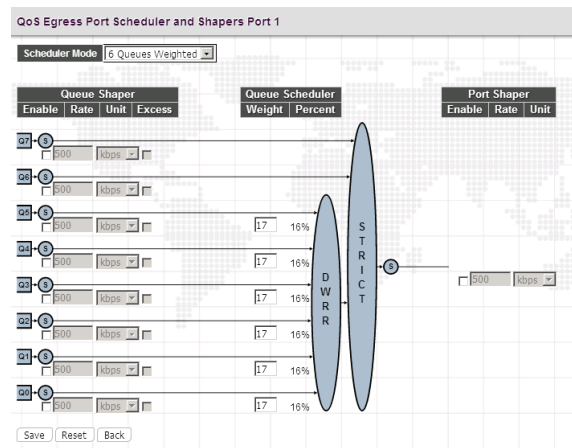 QoS Egress Port Scheduler and Shapers Port 1
Scheduler Mode 6 Queues Weighted
Queue Shaper Queue Scheduler Port Shaper
Enable Rate Unit Excess Weight Percent Enable Rate Unit
Q7 S
500 kbps
Q6 S
500 kbps
Q5 S
500 kbps 17 16%
Q4 S
500 kbps 17 16%
Q3 S
500 kbps 17 16%
Q2 S
500 kbps 17 16%
Q1 S
500 kbps 17 16%
Q0 S
500 kbps 17 16%
DWRR
STRICT
S
500 kbps
Save Reset Back